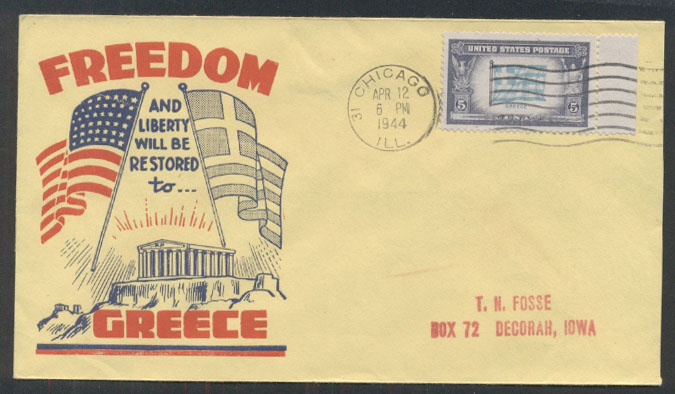 FREEDOM
AND
LIBERTY
WILL BE
RESTORED
to...
GREECE
31 CHICAGO
APR 12
6 PM
1944
ILL.
UNITED STATES POSTAGE
5 5
GREECE
T. N. FOSSE
BOX 72 DECORAH, IOWA